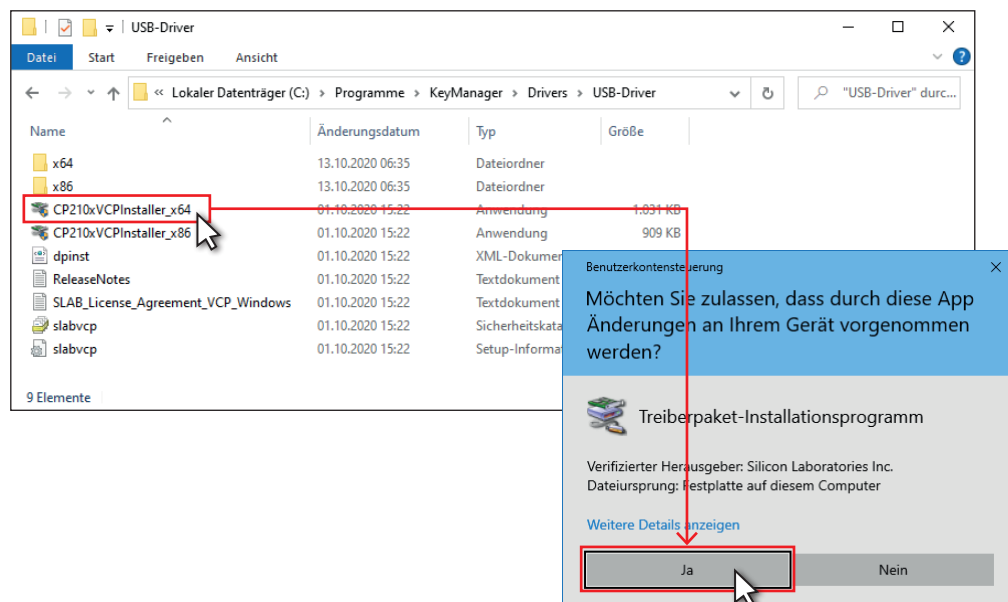 USB-Driver
Datei Start Freigeben Ansicht
« Lokaler Datenträger (C:) › Programme › KeyManager › Drivers › USB-Driver "USB-Driver" durc...
Name Änderungsdatum Typ Größe
x64 13.10.2020 06:35 Dateiordner
x86 13.10.2020 06:35 Dateiordner
CP210xVCPInstaller_x64 01.10.2020 15:22 Anwendung 1.031 KB
CP210xVCPInstaller_x86 01.10.2020 15:22 Anwendung 909 KB
dpinst 01.10.2020 15:22 XML-Dokumen
ReleaseNotes 01.10.2020 15:22 Textdokument
SLAB_License_Agreement_VCP_Windows 01.10.2020 15:22 Textdokument
slabvcp 01.10.2020 15:22 Sicherheitskata
slabvcp 01.10.2020 15:22 Setup-Informat
9 Elemente
Benutzerkontensteuerung
Möchten Sie zulassen, dass durch diese App
Änderungen an Ihrem Gerät vorgenommen
werden?
Treiberpaket-Installationsprogramm
Verifizierter Herausgeber: Silicon Laboratories Inc.
Dateiursprung: Festplatte auf diesem Computer
Weitere Details anzeigen
Ja Nein